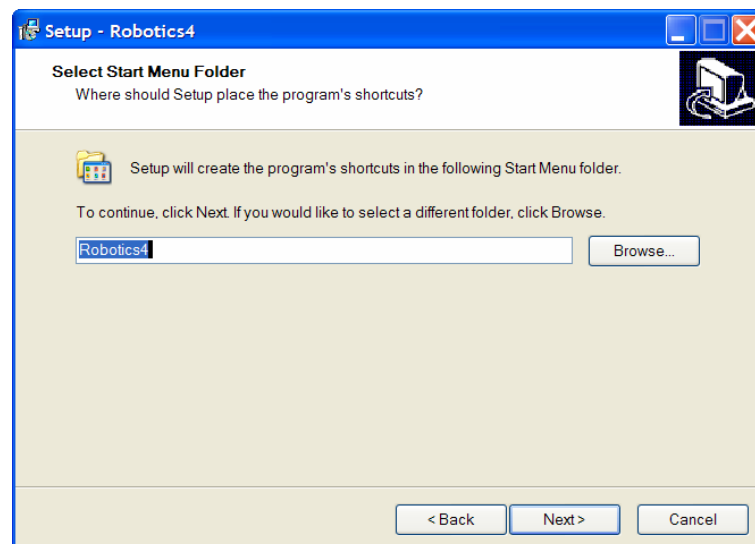 Setup - Robotics4
Select Start Menu Folder
Where should Setup place the program's shortcuts?
Setup will create the program's shortcuts in the following Start Menu folder.
To continue, click Next. If you would like to select a different folder, click Browse.
Robotics4
Browse...
< Back
Next >
Cancel